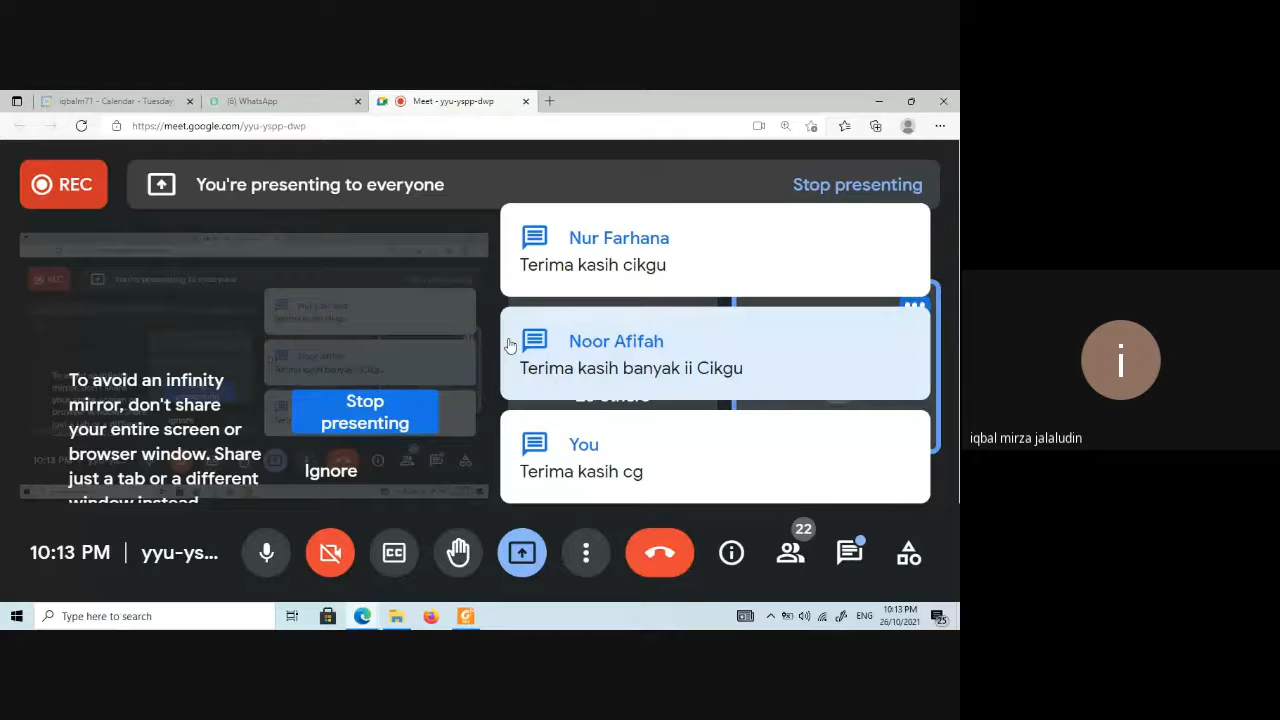 iqbalm71 - Calendar - Tuesday
(6) WhatsApp
Meet - yyu-yspp-dwp
https://meet.google.com/yyu-yspp-dwp
REC
You're presenting to everyone
Stop presenting
Nur Farhana
Terima kasih cikgu
Noor Afifah
Terima kasih banyak ii Cikgu
You
Terima kasih cg
To avoid an infinity
mirror, don't share
your entire screen or
browser window. Share
just a tab or a different
window instead
Stop
presenting
Ignore
i
iqbal mirza jalaludin
10:13 PM
yyu-ys...
CC
22
Type here to search
ENG
10:13 PM
26/10/2021
25